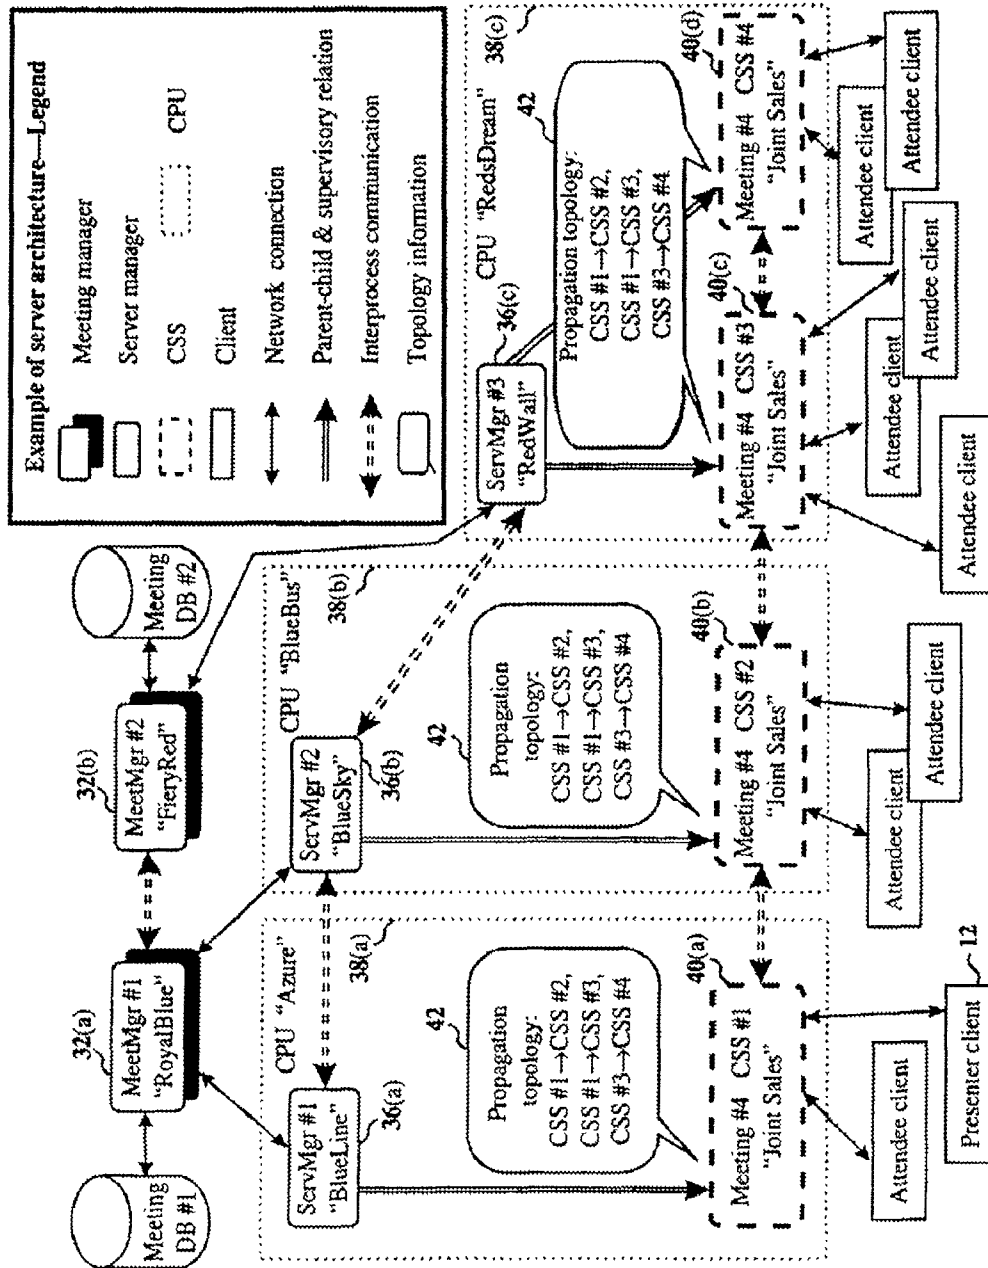 Example of server architecture—Legend
Meeting manager
Server manager
CSS
CPU
Client
Network connection
Parent-child & supervisory relation
Interprocess communication
Topology information
Meeting
DB #1
32(a)
MeetMgr #1
“RoyalBlue”
32(b)
MeetMgr #2
“FieryRed”
Meeting
DB #2
CPU “Azure”
38(a)
ServMgr #1
“BlueLine”
36(a)
42
Propagation
topology:
CSS #1→CSS #2,
CSS #1→CSS #3,
CSS #3→CSS #4
40(a)
Meeting #4 CSS #1
“Joint Sales”
Attendee client
Presenter client
12
CPU “BlueBus”
38(b)
ServMgr #2
“BlueSky”
36(b)
42
Propagation
topology:
CSS #1→CSS #2,
CSS #1→CSS #3,
CSS #3→CSS #4
40(b)
Meeting #4 CSS #2
“Joint Sales”
Attendee client
Attendee client
CPU “RedsDream”
38(c)
36(c)
ServMgr #3
“RedWall”
42
Propagation topology:
CSS #1→CSS #2,
CSS #1→CSS #3,
CSS #3→CSS #4
40(c)
Meeting #4 CSS #3
“Joint Sales”
40(d)
Meeting #4 CSS #4
“Joint Sales”
Attendee client
Attendee client
Attendee client
Attendee client
Attendee client